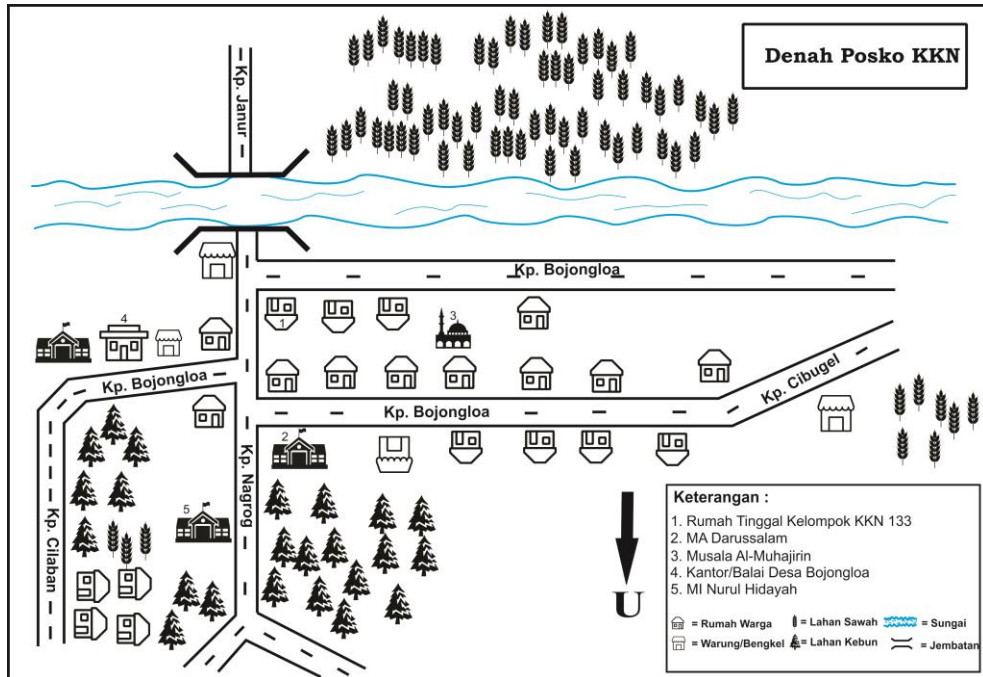 Denah Posko KKN
Kp. Janur
Kp. Bojongloa
1
3
4
Kp. Bojongloa
Kp. Bojongloa
Kp. Cibugel
2
Kp. Nagrog
5
Kp. Cilaban
U
Keterangan :
1. Rumah Tinggal Kelompok KKN 133
2. MA Darussalam
3. Musala Al-Muhajirin
4. Kantor/Balai Desa Bojongloa
5. MI Nurul Hidayah
= Rumah Warga = Lahan Sawah = Sungai
= Warung/Bengkel = Lahan Kebun = Jembatan